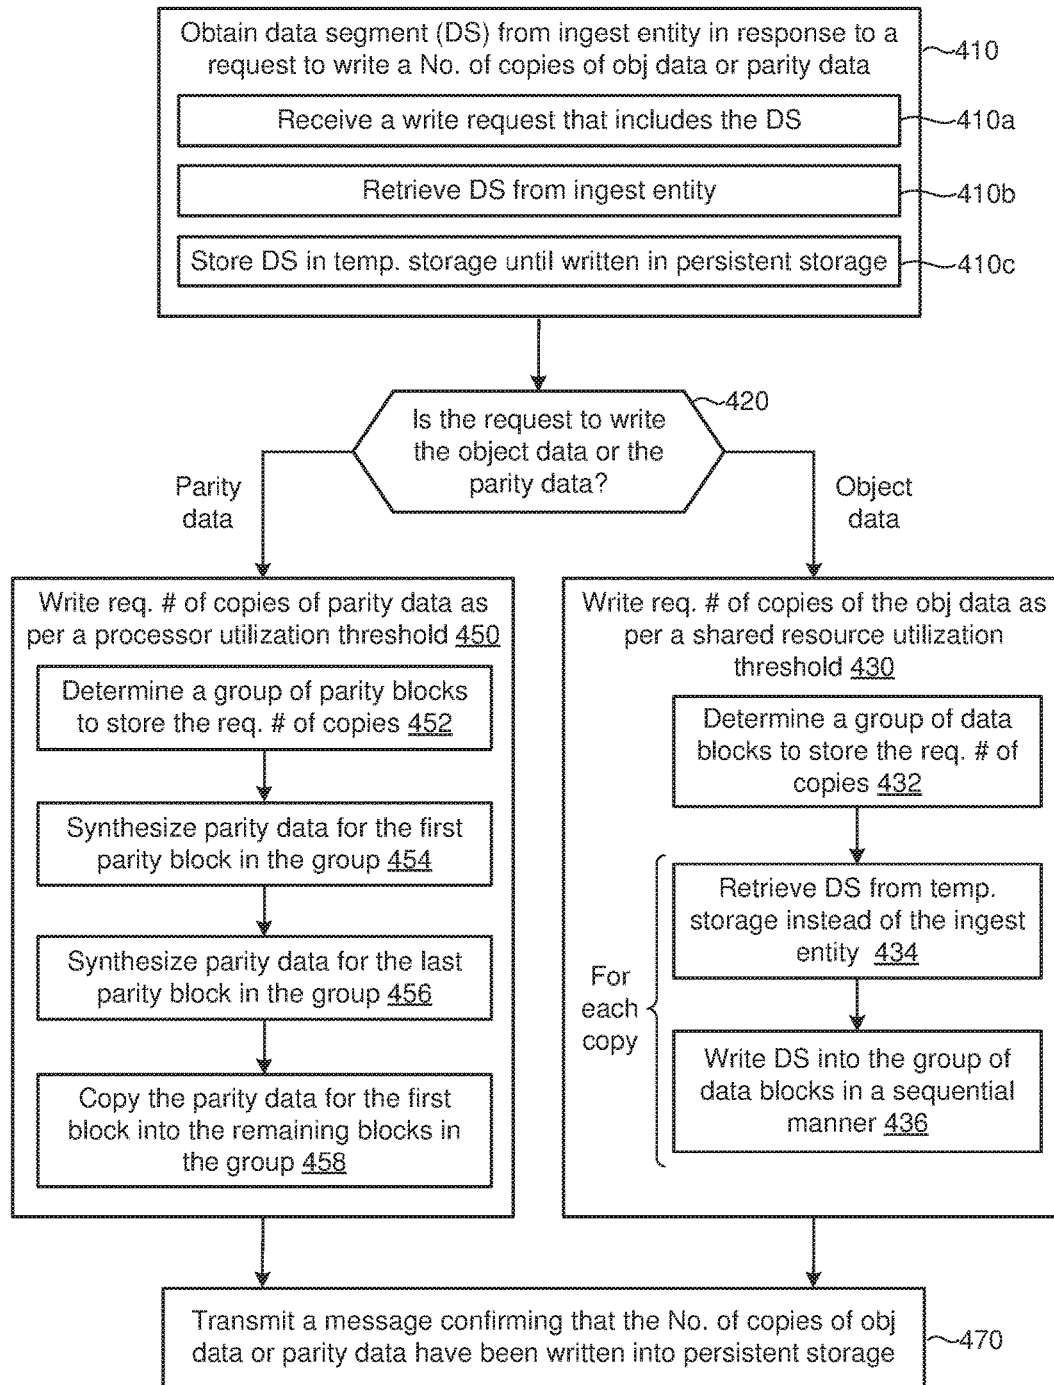 Obtain data segment (DS) from ingest entity in response to a
request to write a No. of copies of obj data or parity data
410
Receive a write request that includes the DS
410a
Retrieve DS from ingest entity
410b
Store DS in temp. storage until written in persistent storage
410c
Is the request to write
the object data or the
parity data?
420
Parity
data
Object
data
Write req. # of copies of parity data as
per a processor utilization threshold 450
Determine a group of parity blocks
to store the req. # of copies 452
Synthesize parity data for the first
parity block in the group 454
Synthesize parity data for the last
parity block in the group 456
Copy the parity data for the first
block into the remaining blocks in
the group 458
Write req. # of copies of the obj data as
per a shared resource utilization
threshold 430
Determine a group of data
blocks to store the req. # of
copies 432
For
each
copy
Retrieve DS from temp.
storage instead of the ingest
entity 434
Write DS into the group of
data blocks in a sequential
manner 436
Transmit a message confirming that the No. of copies of obj
data or parity data have been written into persistent storage
470